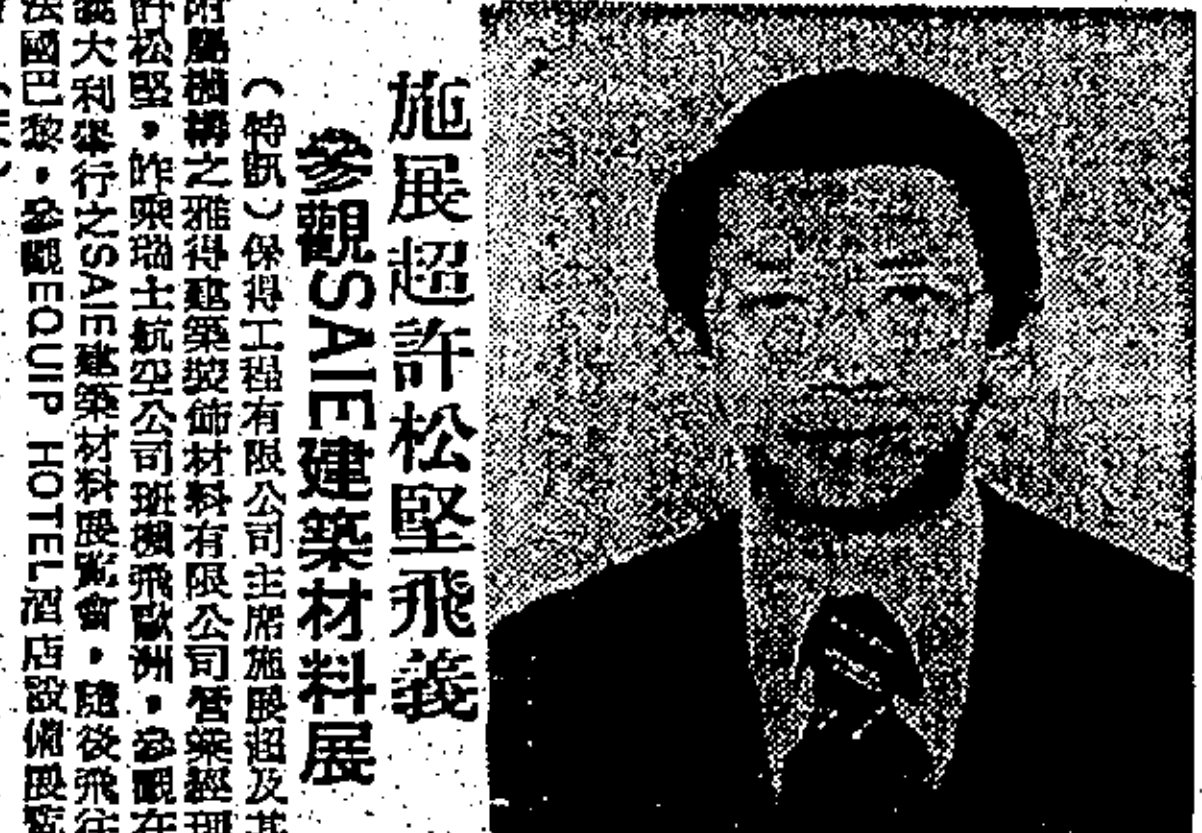 施展超許松堅飛義
參觀SAIE建築材料展
（特訊）保得工程有限公司主席施展超及其
附屬機構之雅得建築裝飾材料有限公司營業經理
許松堅，昨乘瑞士航空公司班機飛歐洲，參觀在
義大利舉行之SAIE建築材料展覽會，隨後飛往
法國巴黎，參觀EQUIP HOTEL酒店設備展覽